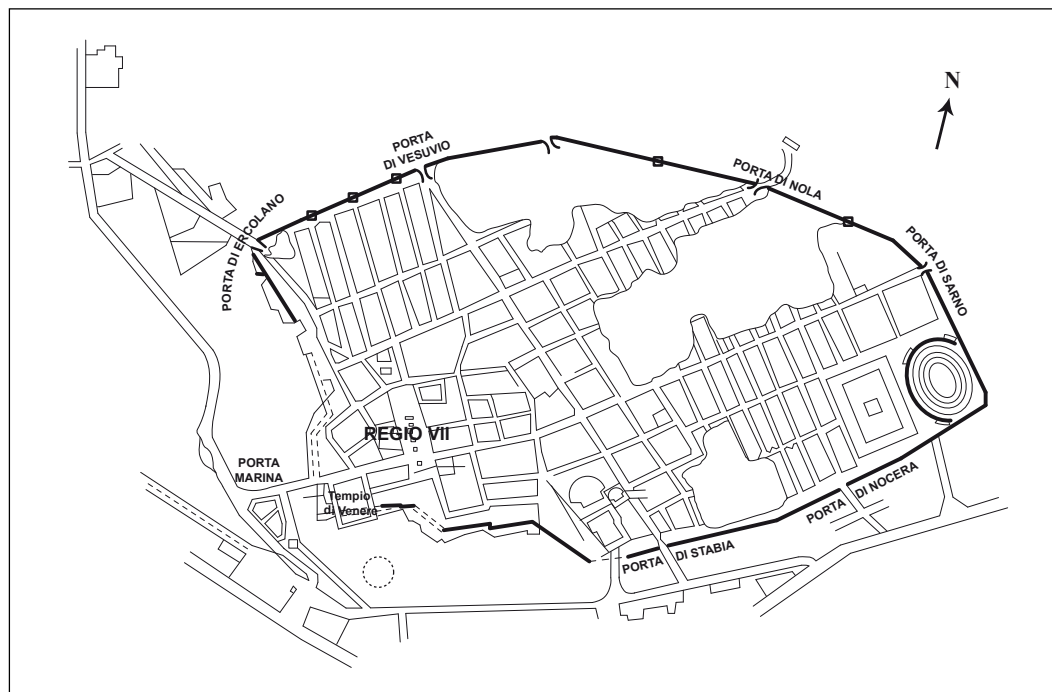 N
PORTA
DI VESUVIO
PORTA DI NOLA
PORTA DI ERCOLANO
PORTA DI SARNO
REGIO VII
PORTA
MARINA
Tempio
di Venere
PORTA DI NOCERA
PORTA DI STABIA